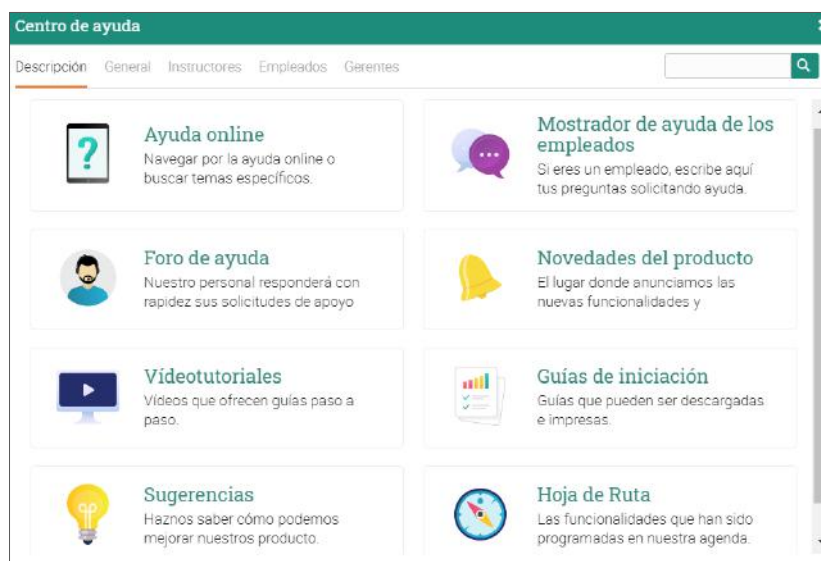 Centro de ayuda
Descripción General Instructores Empleados Gerentes
Ayuda online
Navegar por la ayuda online o
buscar temas específicos.
Mostrador de ayuda de los
empleados
Si eres un empleado, escribe aquí
tus preguntas solicitando ayuda.
Foro de ayuda
Nuestro personal responderá con
rapidez sus solicitudes de apoyo
Novedades del producto
El lugar donde anunciamos las
nuevas funcionalidades y
Vídeotutoriales
Vídeos que ofrecen guías paso a
paso.
Guías de iniciación
Guías que pueden ser descargadas
e impresas.
Sugerencias
Haznos saber cómo podemos
mejorar nuestros producto.
Hoja de Ruta
Las funcionalidades que han sido
programadas en nuestra agenda.